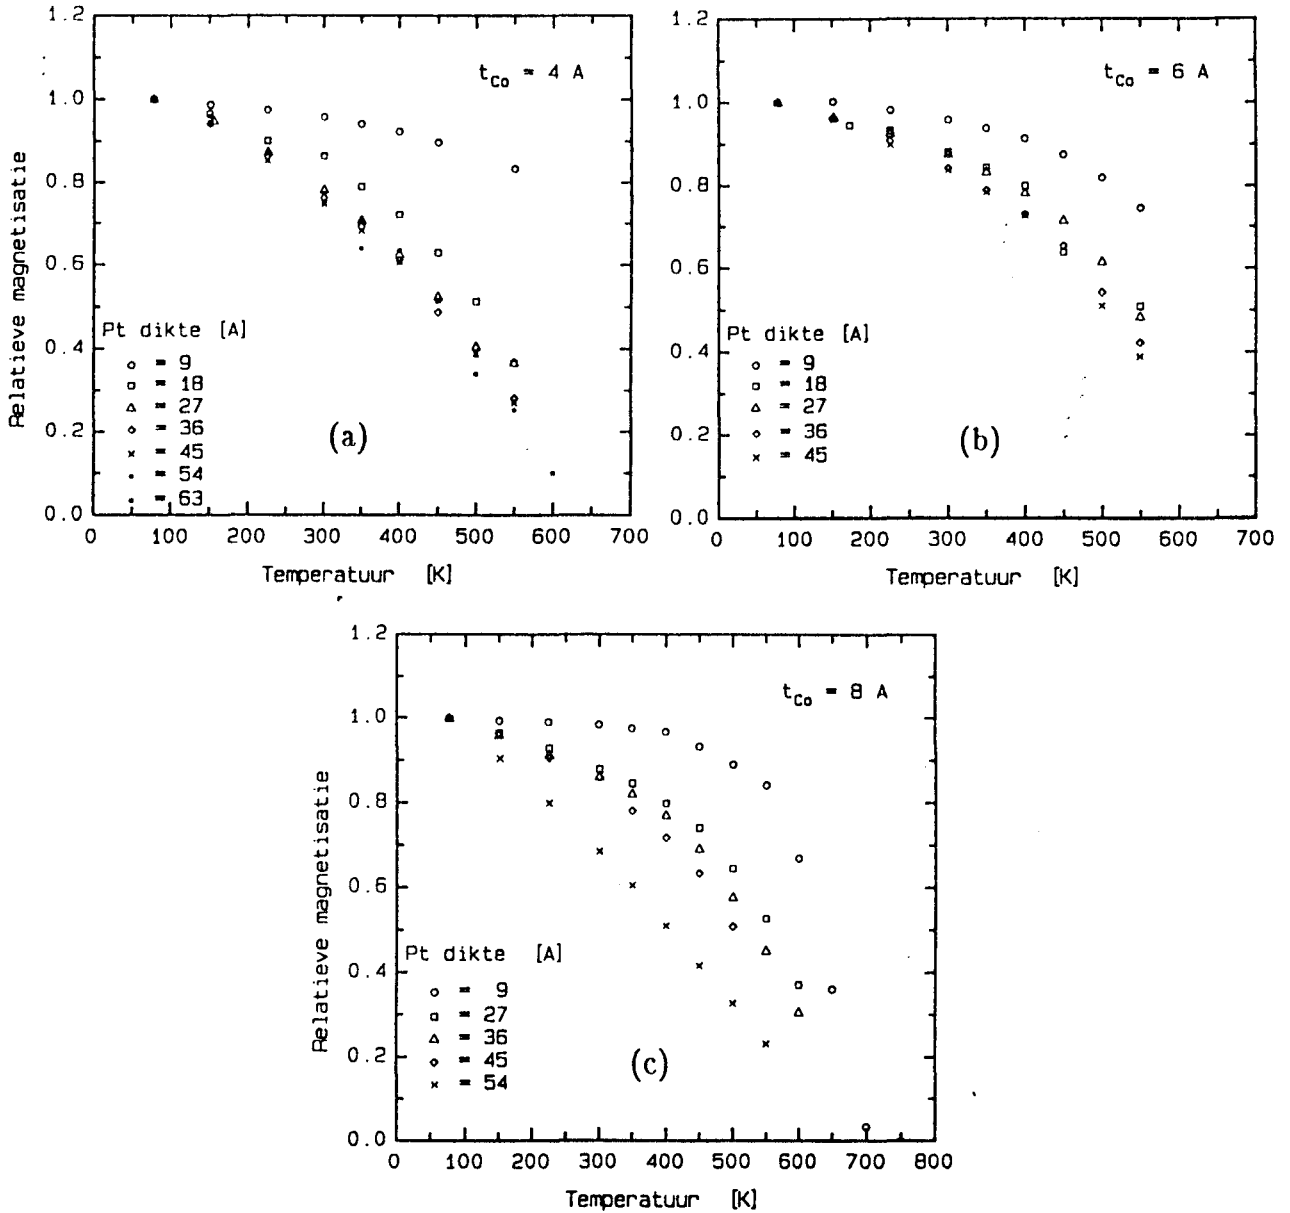 1.2
1.0
0.8
0.6
0.4
0.2
0.0
Relatieve magnetisatie
t_Co = 4 A
Pt dikte [A]
o = 9
□ = 18
△ = 27
◇ = 36
x = 45
• = 54
• = 63
(a)
0 100 200 300 400 500 600 700
Temperatuur [K]
1.2
1.0
0.8
0.6
0.4
0.2
0.0
t_Co = 6 A
Pt dikte [A]
o = 9
□ = 18
△ = 27
◇ = 36
x = 45
(b)
0 100 200 300 400 500 600 700
Temperatuur [K]
1.2
1.0
0.8
0.6
0.4
0.2
0.0
Relatieve magnetisatie
t_Co = 8 A
Pt dikte [A]
o = 9
□ = 27
△ = 36
◇ = 45
x = 54
(c)
0 100 200 300 400 500 600 700 800
Temperatuur [K]